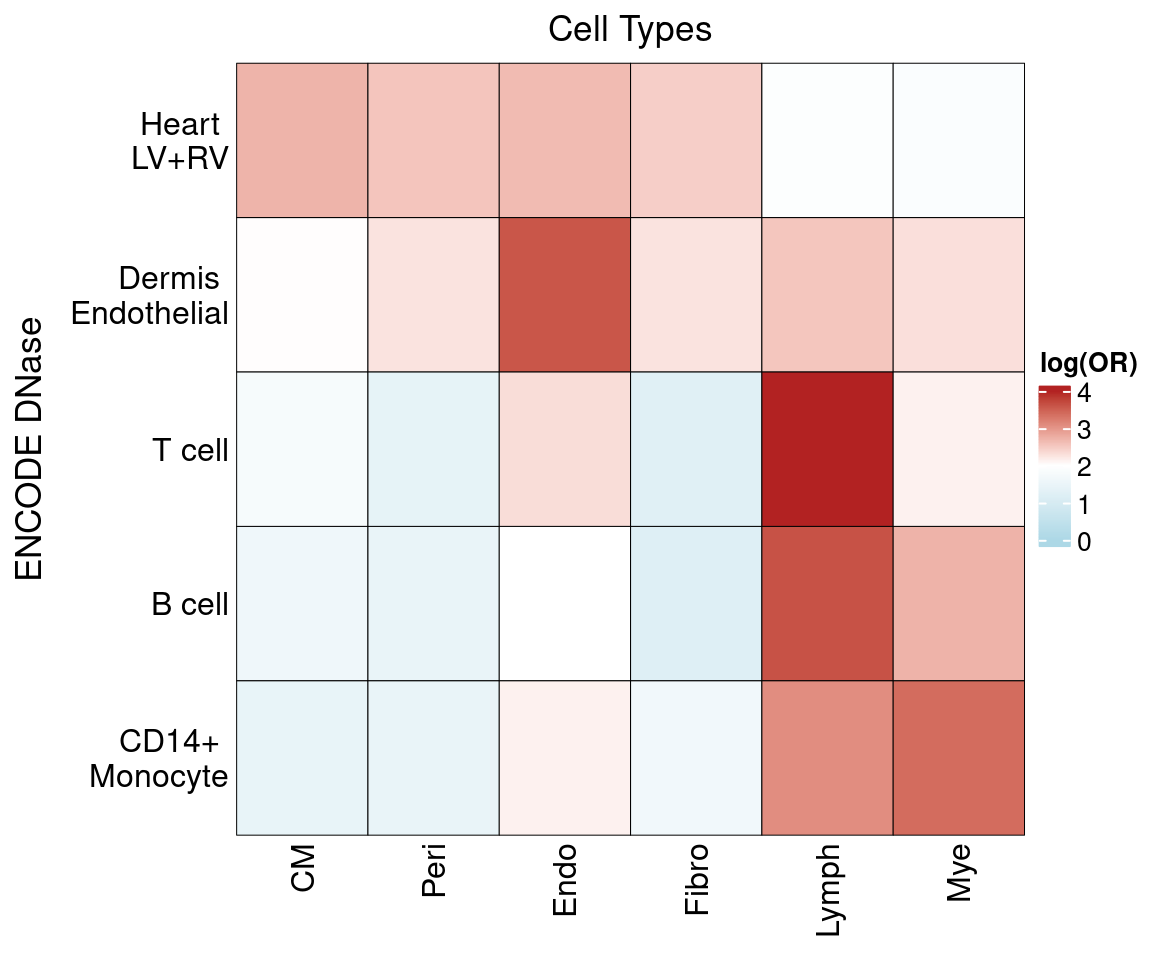 Cell Types
Heart
LV+RV
Dermis
Endothelial
T cell
B cell
CD14+
Monocyte
ENCODE DNase
CM
Peri
Endo
Fibro
Lymph
Mye
log(OR)
4
3
2
1
0